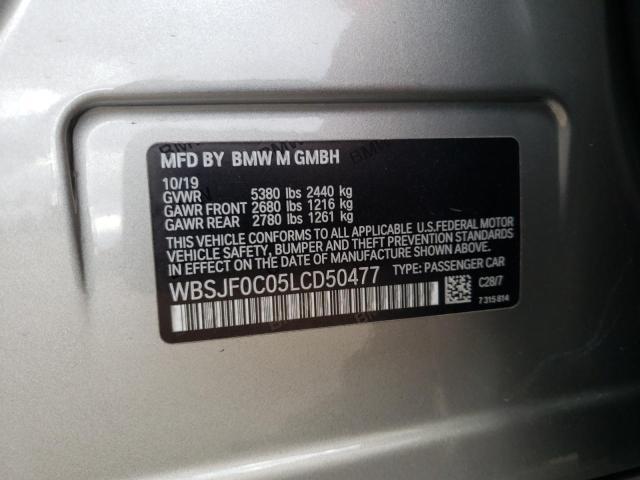 MFD BY BMW M GMBH
10/19
GVWR 5380 lbs 2440 kg
GAWR FRONT 2680 lbs 1216 kg
GAWR REAR 2780 lbs 1261 kg
THIS VEHICLE CONFORMS TO ALL APPLICABLE U.S.FEDERAL MOTOR
VEHICLE SAFETY, BUMPER AND THEFT PREVENTION STANDARDS
IN EFFECT ON THE DATE OF MANUFACTURE SHOWN ABOVE.
WBSJF0C05LCD50477 TYPE: PASSENGER CAR
C28/7
7 315 814